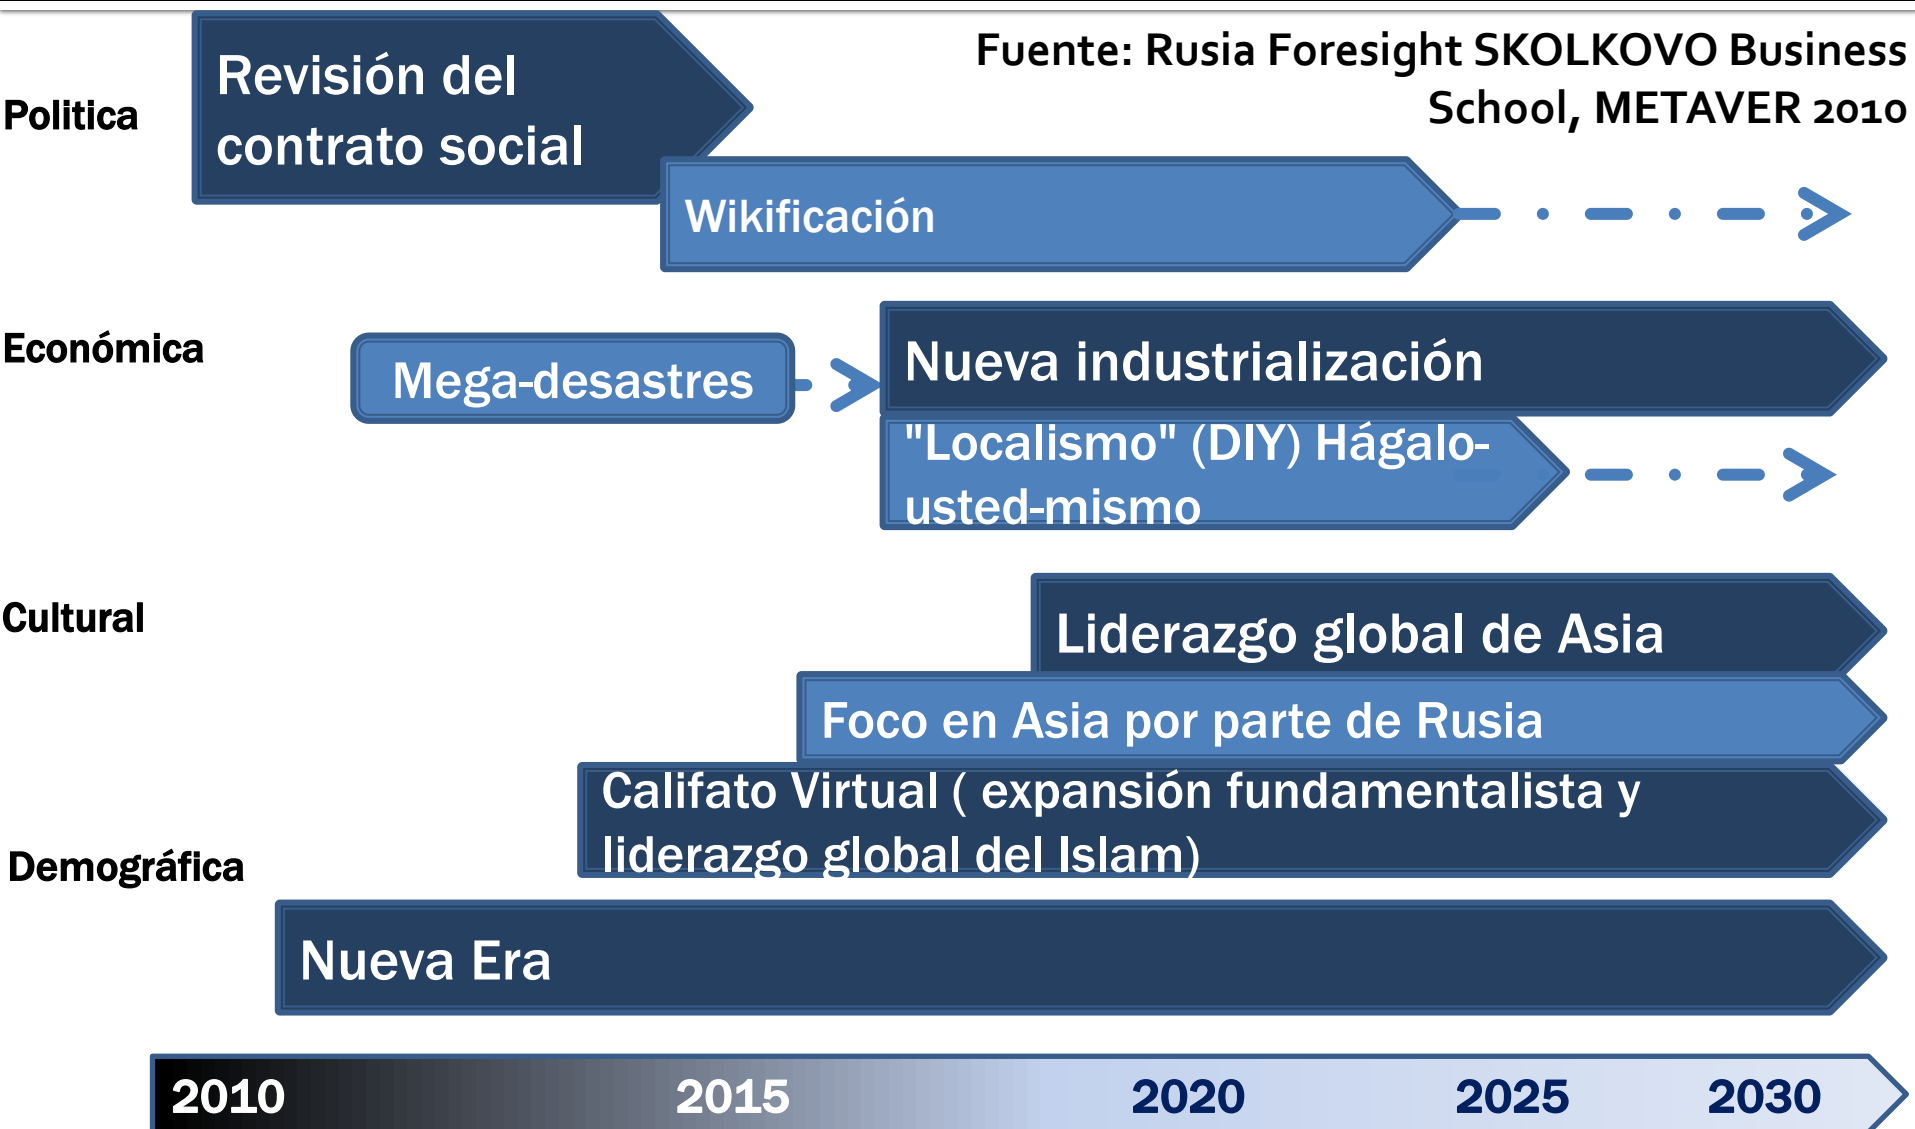 Fuente: Rusia Foresight SKOLKOVO Business
School, METAVER 2010
Politica
Revisión del
contrato social
Wikificación
Económica
Mega-desastres
Nueva industrialización
"Localismo" (DIY) Hágalo-
usted-mismo
Cultural
Liderazgo global de Asia
Foco en Asia por parte de Rusia
Califato Virtual ( expansión fundamentalista y
liderazgo global del Islam)
Demográfica
Nueva Era
2010 2015 2020 2025 2030